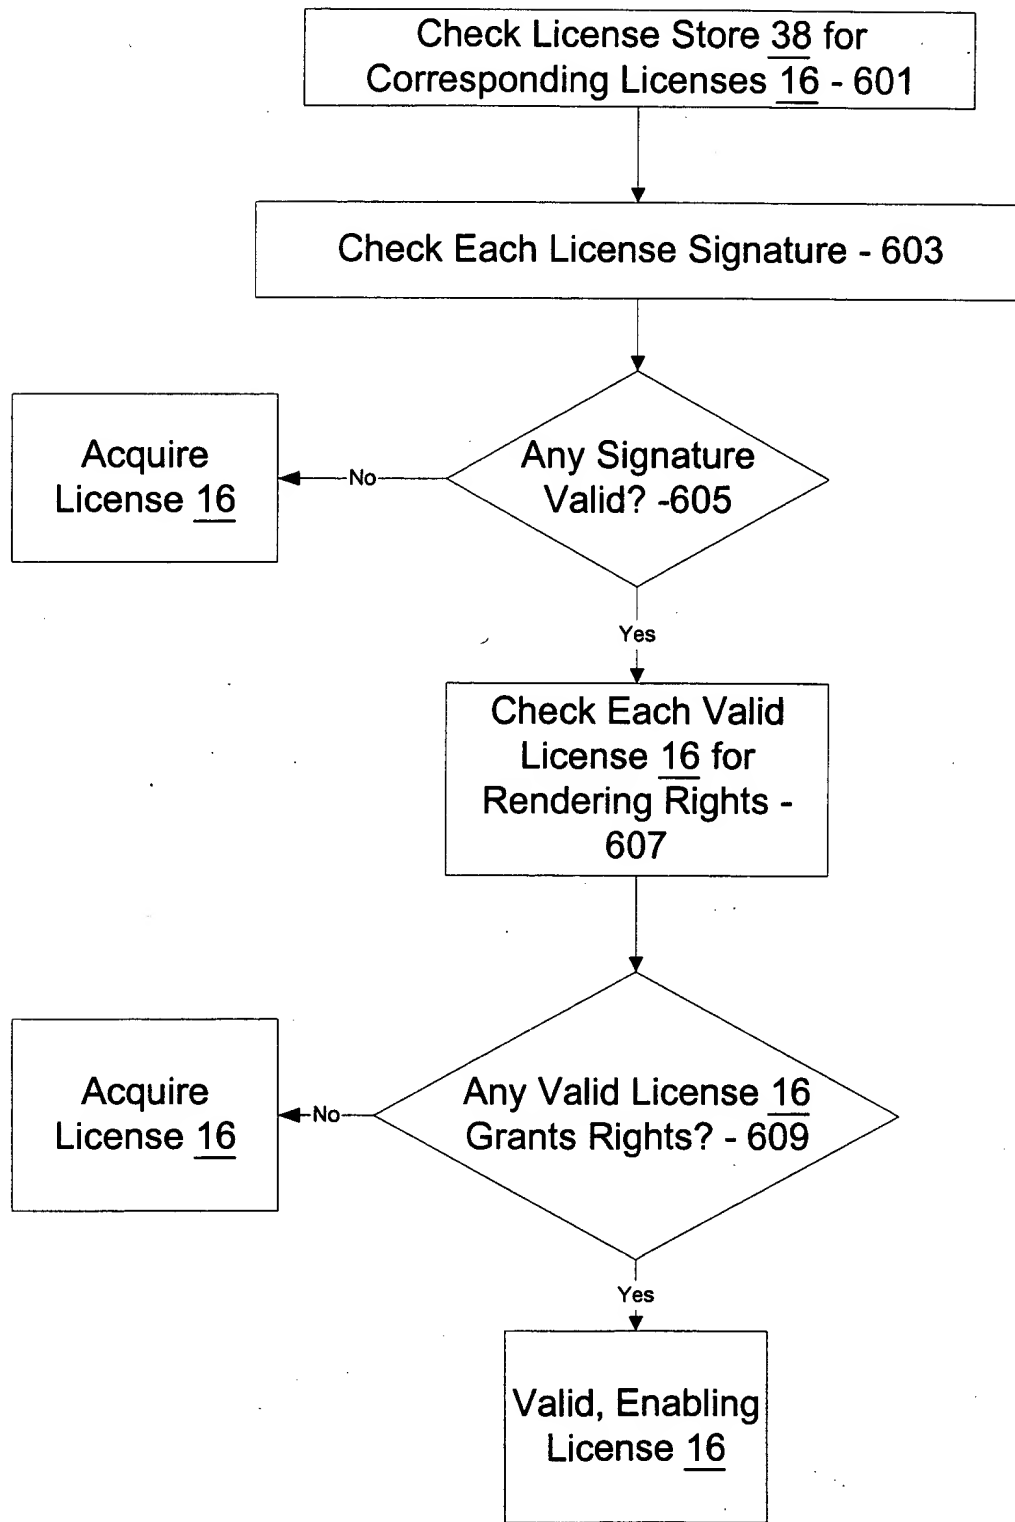 Check License Store 38 for
Corresponding Licenses 16 - 601
Check Each License Signature - 603
Acquire
License 16
No
Any Signature
Valid? -605
Yes
Check Each Valid
License 16 for
Rendering Rights -
607
Acquire
License 16
No
Any Valid License 16
Grants Rights? - 609
Yes
Valid, Enabling
License 16